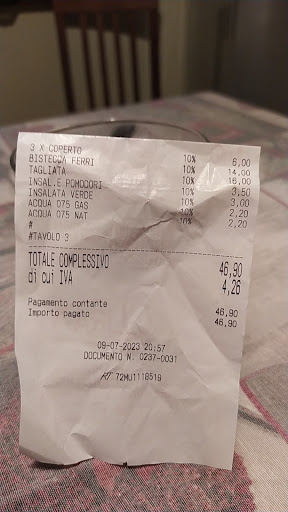 3 X COPERTO 10% 6,00
BISTECCA FERRI 10% 14,00
TAGLIATA 10% 16,00
INSAL.E POMODORI 10% 3,50
INSALATA VERDE 10% 3,00
ACQUA 075 GAS 10% 2,20
ACQUA 075 NAT 10% 2,20
#
#TAVOLO 3
TOTALE COMPLESSIVO 46,90
di cui IVA 4,26
Pagamento contante 46,90
Importo pagato 46,90
09-07-2023 20:57
DOCUMENTO N. 0237-0031
RT 72MU1118519